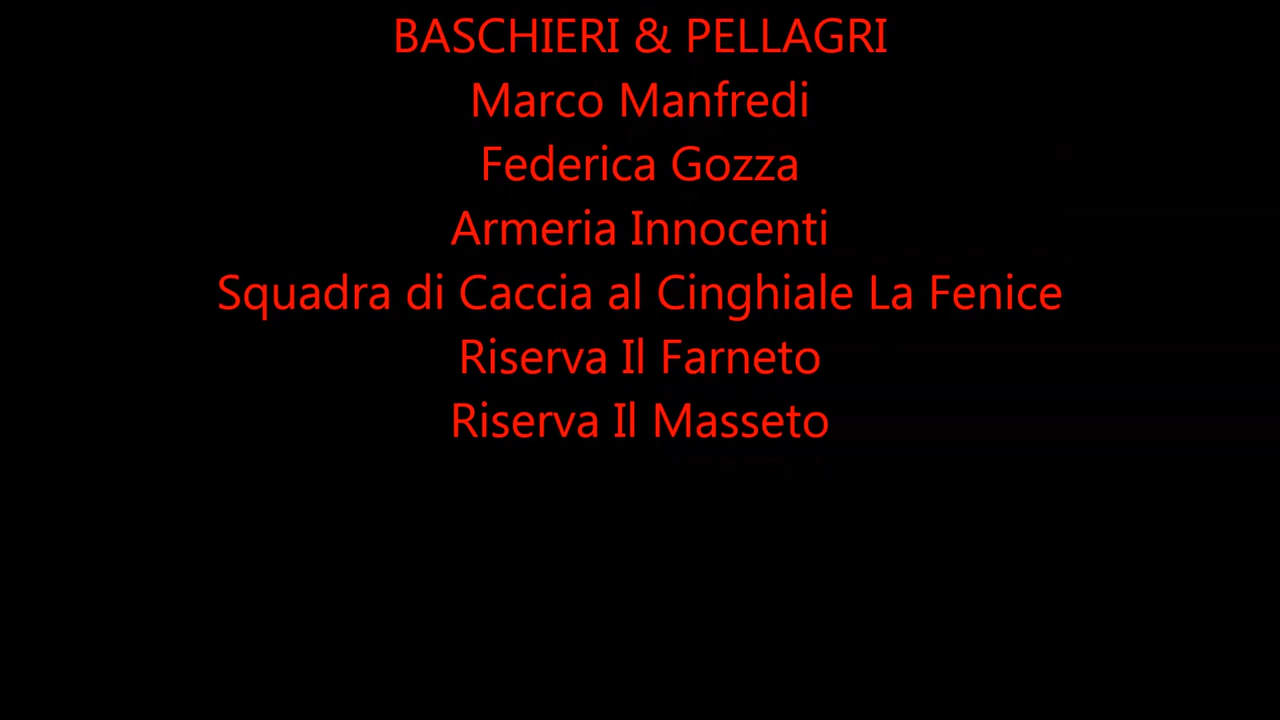 BASCHIERI & PELLAGRI
Marco Manfredi
Federica Gozza
Armeria Innocenti
Squadra di Caccia al Cinghiale La Fenice
Riserva Il Farneto
Riserva Il Masseto